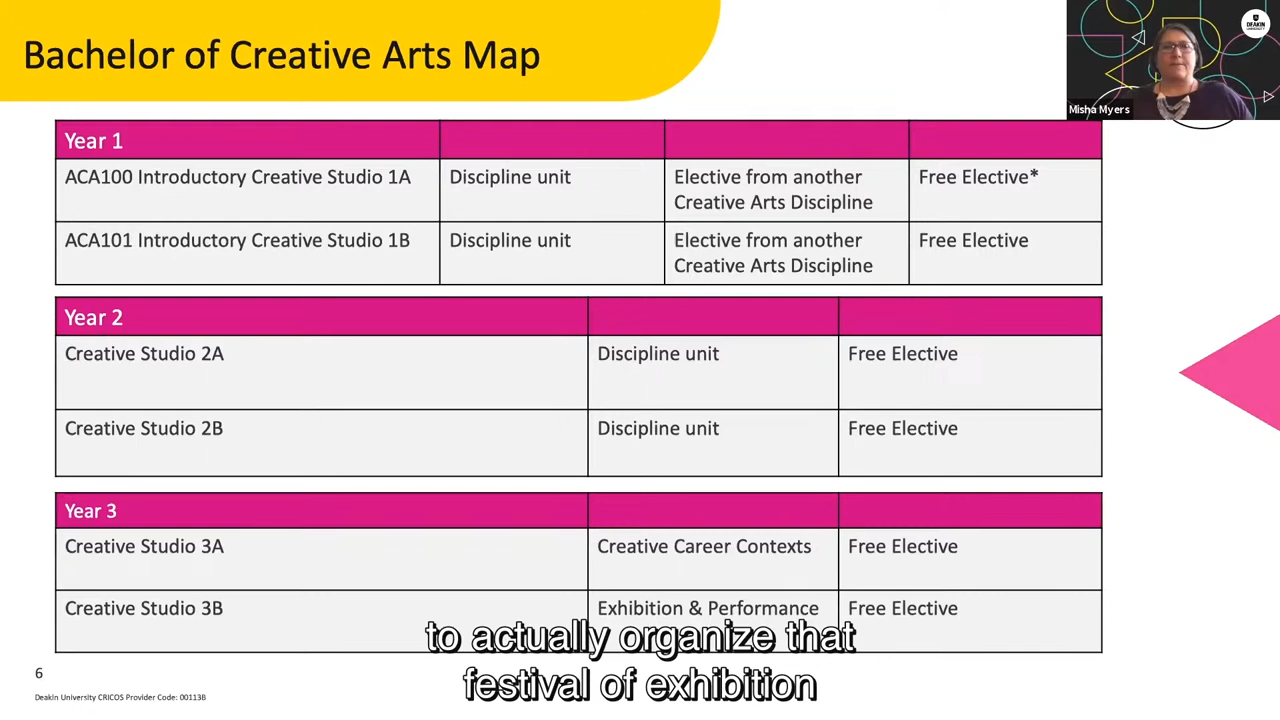 Bachelor of Creative Arts Map
DEAKIN
UNIVERSITY
Misha Myers
Year 1
ACA100 Introductory Creative Studio 1A
Discipline unit
Elective from another
Creative Arts Discipline
Free Elective*
ACA101 Introductory Creative Studio 1B
Discipline unit
Elective from another
Creative Arts Discipline
Free Elective
Year 2
Creative Studio 2A
Discipline unit
Free Elective
Creative Studio 2B
Discipline unit
Free Elective
Year 3
Creative Studio 3A
Creative Career Contexts
Free Elective
Creative Studio 3B
Exhibition & Performance
Free Elective
to actually organize that
festival of exhibition
6
Deakin University CRICOS Provider Code: 00113B